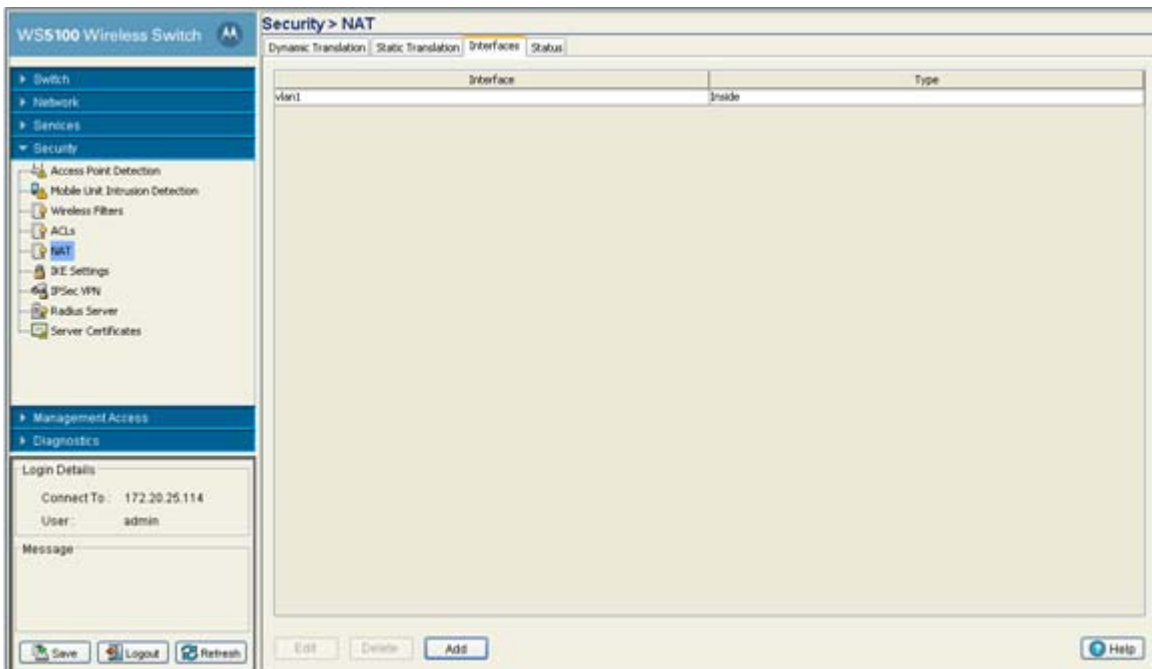 WS5100 Wireless Switch
Switch
Network
Services
Security
Access Point Detection
Mobile Unit Intrusion Detection
Wireless Filters
ACLs
NAT
IKE Settings
IPSec VPN
Radius Server
Server Certificates
Management Access
Diagnostics
Login Details
Connect To : 172.20.25.114
User : admin
Message
Save Logout Refresh
Security > NAT
Dynamic Translation Static Translation Interfaces Status
Interface Type
vlan1 Inside
Edit Delete Add Help